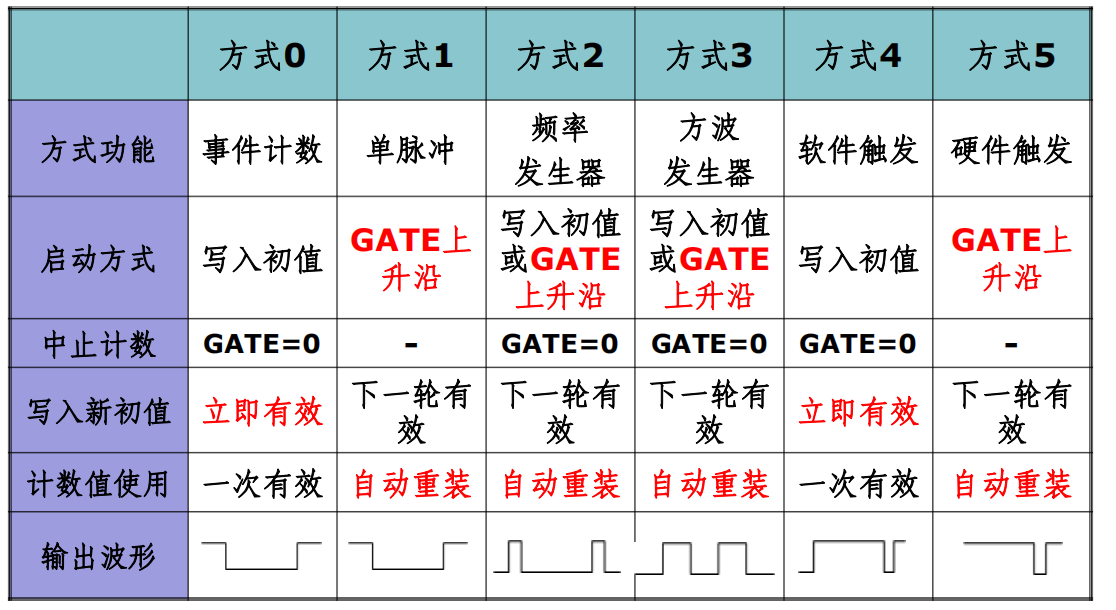 方式0 方式1 方式2 方式3 方式4 方式5
方式功能 事件计数 单脉冲 频率 方波 软件触发 硬件触发
发生器 发生器
启动方式 写入初值 GATE上 写入初值 写入初值 写入初值 GATE上
升沿 或GATE 或GATE 升沿
上升沿 上升沿
中止计数 GATE=0 - GATE=0 GATE=0 GATE=0 -
写入新初值 立即有效 下一轮有 下一轮有 下一轮有 立即有效 下一轮有
效 效 效 效
计数值使用 一次有效 自动重装 自动重装 自动重装 一次有效 自动重装
输出波形